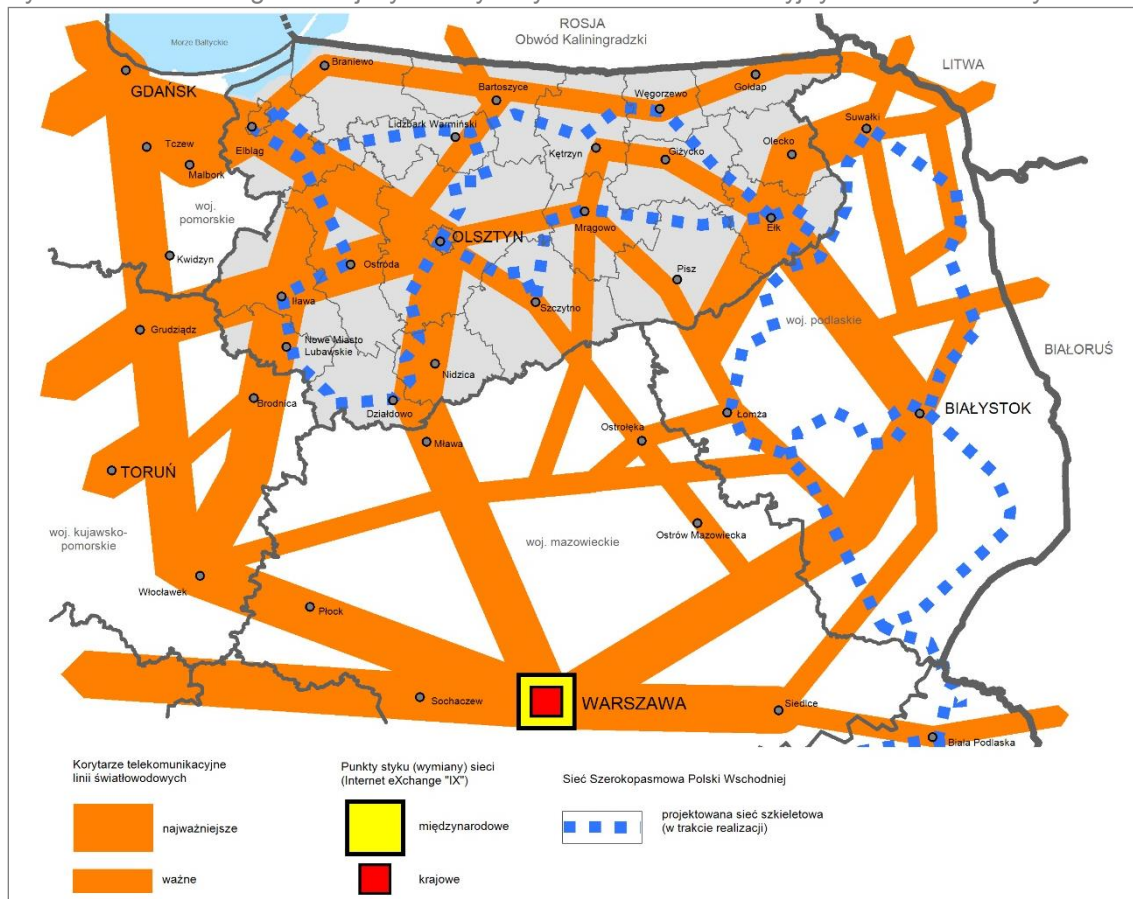 ROSJA
Obwód Kaliningradzki
Morze Bałtyckie
LITWA
Braniewo
GDAŃSK
Bartoszyce
Węgorzewo
Gołdap
Suwałki
Elbląg
Lidzbark Warmiński
Kętrzyn
Giżycko
Olecko
Tczew
Malbork
woj.
pomorskie
Kwidzyn
OLSZTYN
Mrągowo
Ełk
Ostróda
Pisz
Iława
Szczytno
Grudziądz
woj. podlaskie
Nowe Miasto
Lubawskie
Nidzica
BIAŁORUŚ
Brodnica
Działdowo
Łomża
BIAŁYSTOK
Mława
Ostrołęka
TORUŃ
woj. kujawsko-
pomorskie
woj. mazowieckie
Ostrów Mazowiecka
Włocławek
Płock
Sochaczew
WARSZAWA
Siedlce
Biała Podlaska
Korytarze telekomunikacyjne
linii światłowodowych
najważniejsze
ważne
Punkty styku (wymiany) sieci
(Internet eXchange "IX")
międzynarodowe
krajowe
Sieć Szerokopasmowa Polski Wschodniej
projektowana sieć szkieletowa
(w trakcie realizacji)